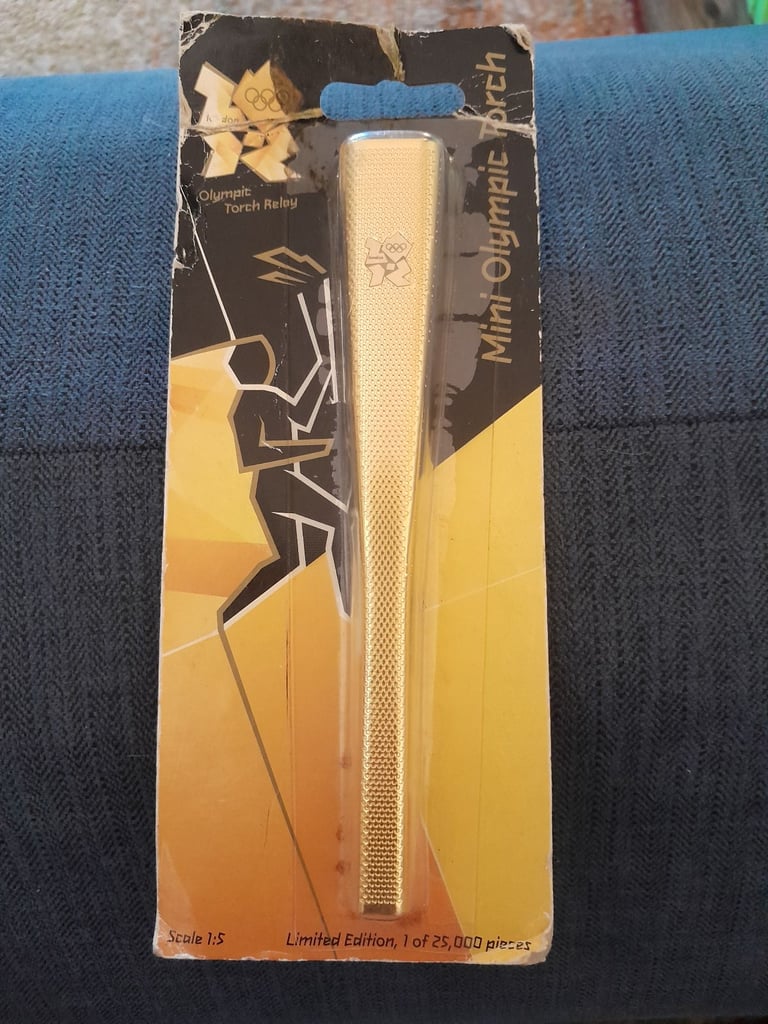 london
Olympic
Torch Relay
Mini Olympic Torch
Scale 1:5
Limited Edition, 1 of 25,000 pieces